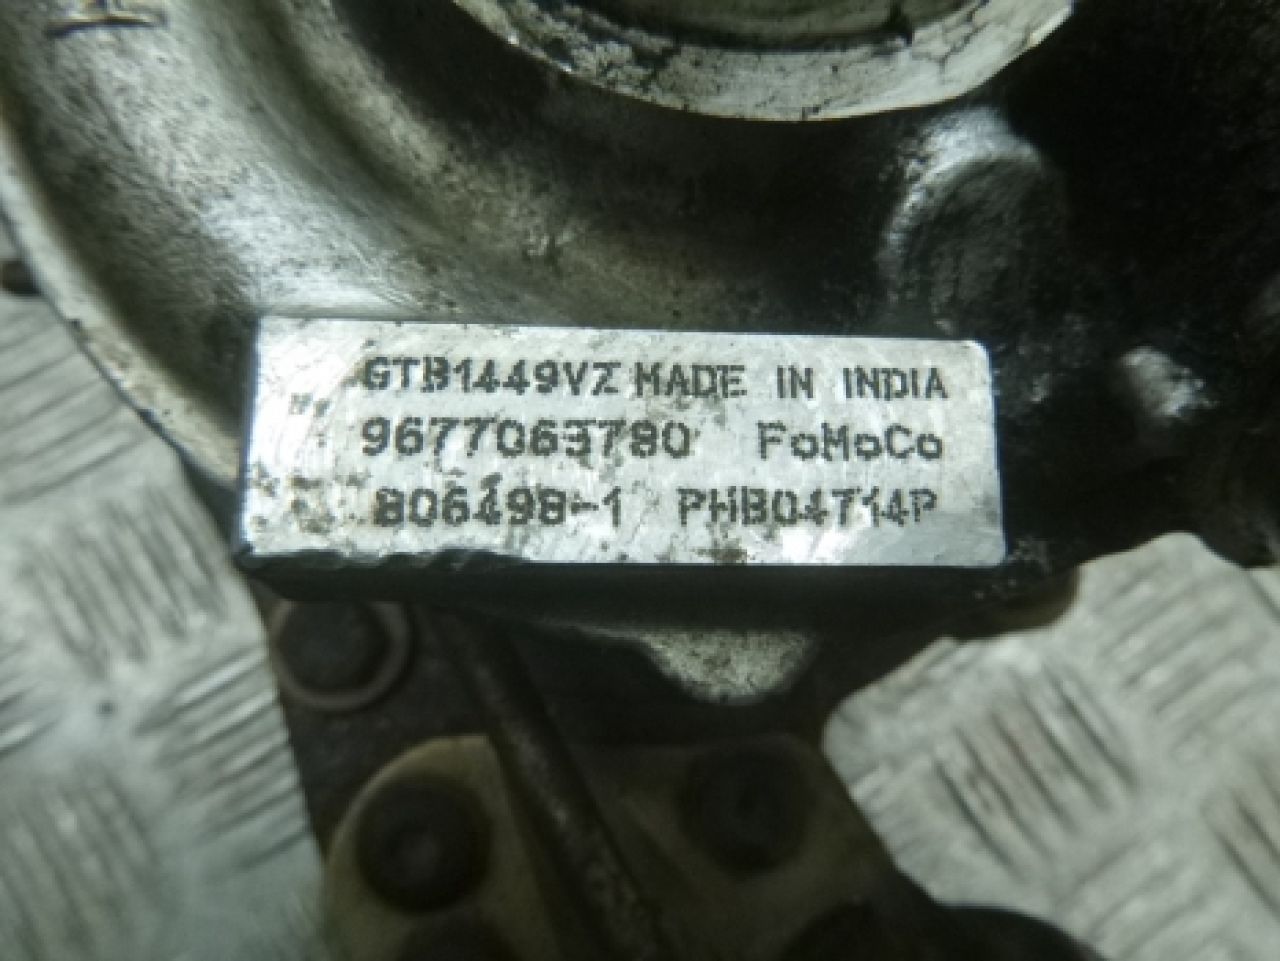 GTB1449VZ MADE IN INDIA
9677063780 FoMoCo
806498-1 PHB04714P